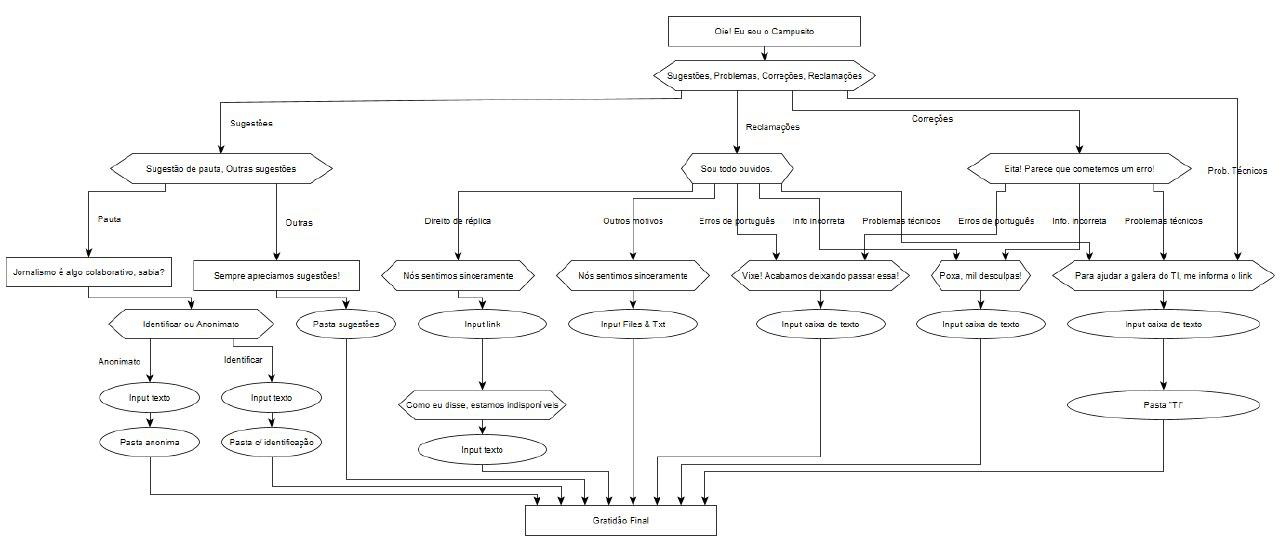 Oie! Eu sou o Campusito
Sugestões, Problemas, Correções, Reclamações
Sugestões
Reclamações
Correções
Prob. Técnicos
Sugestão de pauta, Outras sugestões
Sou todo ouvidos.
Eita! Parece que cometemos um erro!
Pauta
Outras
Direito de réplica
Outros motivos
Erros de português
Info incorreta
Problemas técnicos
Erros de português
Info. incorreta
Problemas técnicos
Jornalismo é algo colaborativo, sabia?
Sempre apreciamos sugestões!
Nós sentimos sinceramente
Nós sentimos sinceramente
Vixe! Acabamos deixando passar essa!
Poxa, mil desculpas!
Para ajudar a galera do TI, me informa o link
Identificar ou Anonimato
Pasta sugestões
Input link
Input Files & Txt
Input caixa de texto
Input caixa de texto
Input caixa de texto
Anonimato
Identificar
Input texto
Input texto
Como eu disse, estamos indisponíveis
Pasta "TI"
Pasta anonima
Pasta c/ identificação
Input texto
Gratidão Final